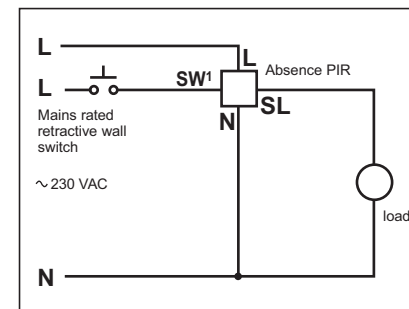 L
L
Absence PIR
L
SW¹
SL
N
Mains rated
retractive wall
switch
~ 230 VAC
load
N